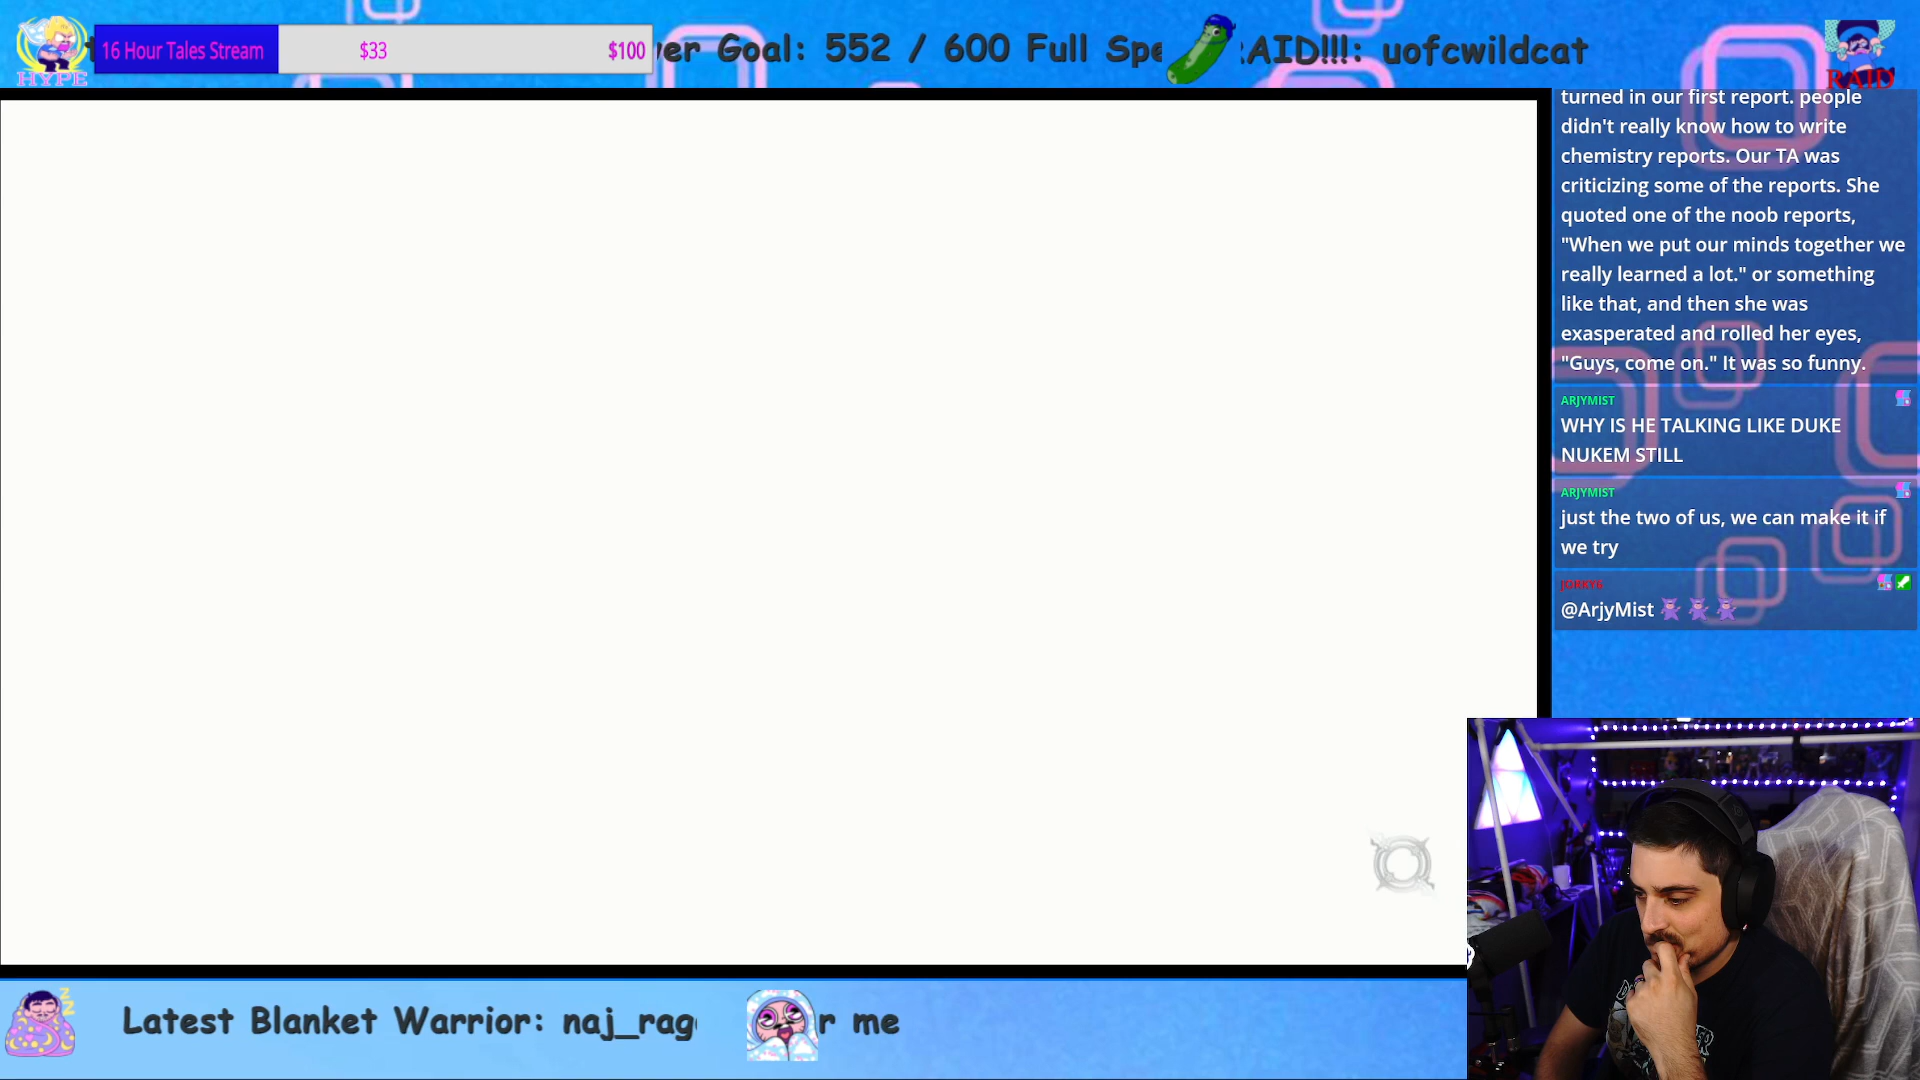 16 Hour Tales Stream $33 $100
er Goal: 552 / 600 Full Spe
AID!!!: uofcwildcat
HYPE
RAID
turned in our first report. people
didn't really know how to write
chemistry reports. Our TA was
criticizing some of the reports. She
quoted one of the noob reports,
"When we put our minds together we
really learned a lot." or something
like that, and then she was
exasperated and rolled her eyes,
"Guys, come on." It was so funny.
ARJYMIST
WHY IS HE TALKING LIKE DUKE
NUKEM STILL
ARJYMIST
just the two of us, we can make it if
we try
@ArjyMist
Latest Blanket Warrior: naj_rag
r me